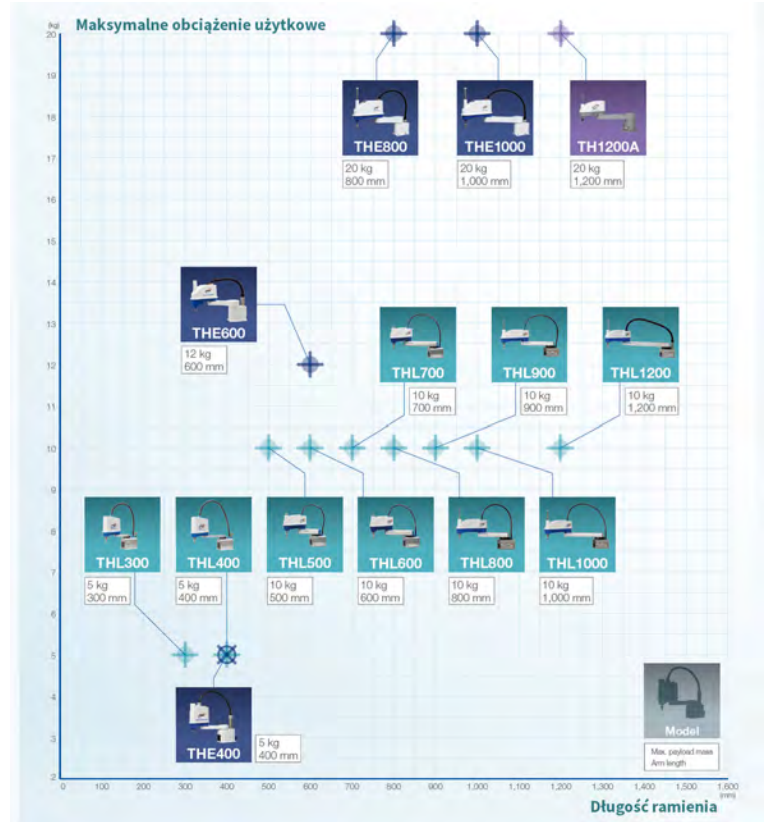 (kg)
Maksymalne obciążenie użytkowe
20
19
18
THE800
THE1000
TH1200A
17
20 kg
800 mm
20 kg
1,000 mm
20 kg
1,200 mm
16
15
14
13
THE600
12 kg
600 mm
12
THL700
THL900
THL1200
10 kg
700 mm
10 kg
900 mm
10 kg
1,200 mm
11
10
9
8
THL300
THL400
THL500
THL600
THL800
THL1000
7
5 kg
300 mm
5 kg
400 mm
10 kg
500 mm
10 kg
600 mm
10 kg
800 mm
10 kg
1,000 mm
6
5
4
3
THE400
5 kg
400 mm
Model
Max. payload mass
Arm length
2
0 100 200 300 400 500 600 700 800 900 1,000 1,100 1,200 1,300 1,400 1,500 1,600
(mm)
Długość ramienia